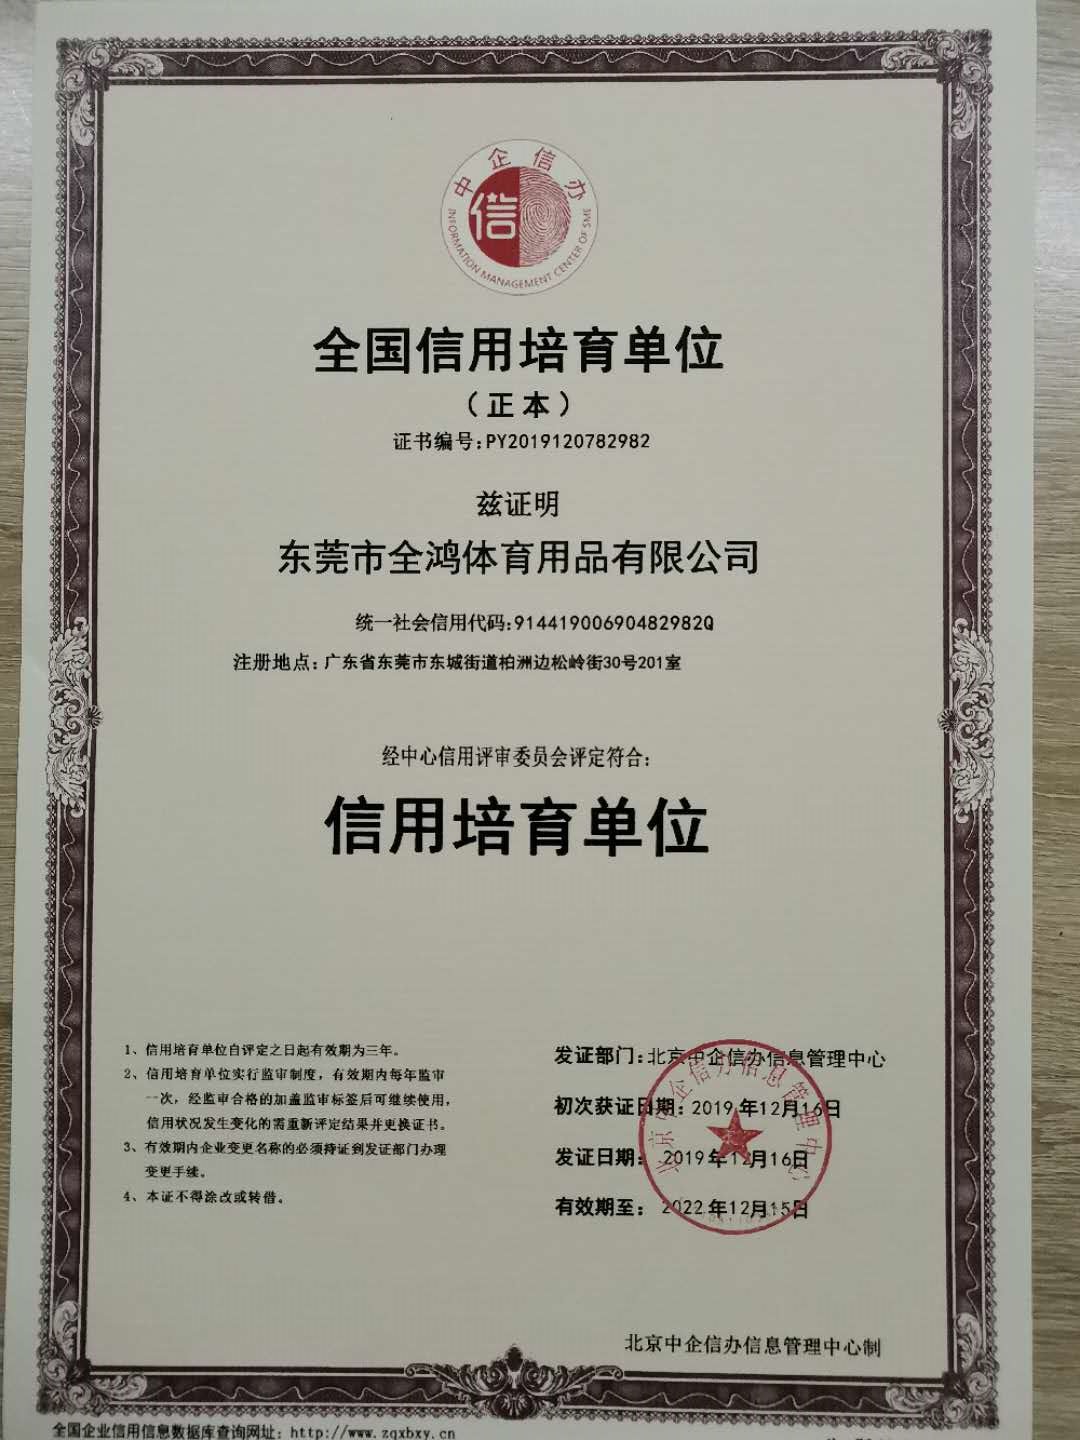 中企信办
信
INFORMATION MANAGEMENT CENTER OF SME
全国信用培育单位
（正本）
证书编号:PY2019120782982
兹证明
东莞市全鸿体育用品有限公司
统一社会信用代码:91441900690482982Q
注册地点:广东省东莞市东城街道柏洲边松岭街30号201室
经中心信用评审委员会评定符合:
信用培育单位
1、信用培育单位自评定之日起有效期为三年。
2、信用培育单位实行监审制度，有效期内每年监审
一次，经监审合格的加盖监审标签后可继续使用，
信用状况发生变化的需重新评定结果并更换证书。
3、有效期内企业变更名称的必须持证到发证部门办理
变更手续。
4、本证不得涂改或转借。
发证部门:北京中企信办信息管理中心
初次获证日期:2019年12月16日
发证日期:2019年12月16日
有效期至:2022年12月15日
北京中企信办信息管理中心
北京中企信办信息管理中心制
全国企业信用信息数据库查询网址: http://www.zqxbxy.cn